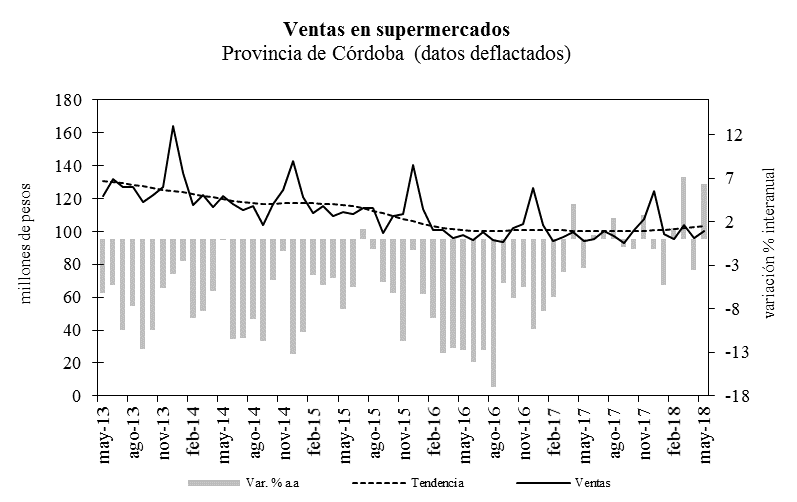 Ventas en supermercados
Provincia de Córdoba (datos deflactados)
180
160
140
120
100
80
60
40
20
0
millones de pesos
12
7
2
-3
-8
-13
-18
variación % interanual
may-13
ago-13
nov-13
feb-14
may-14
ago-14
nov-14
feb-15
may-15
ago-15
nov-15
feb-16
may-16
ago-16
nov-16
feb-17
may-17
ago-17
nov-17
feb-18
may-18
Var. % a.a
Tendencia
Ventas